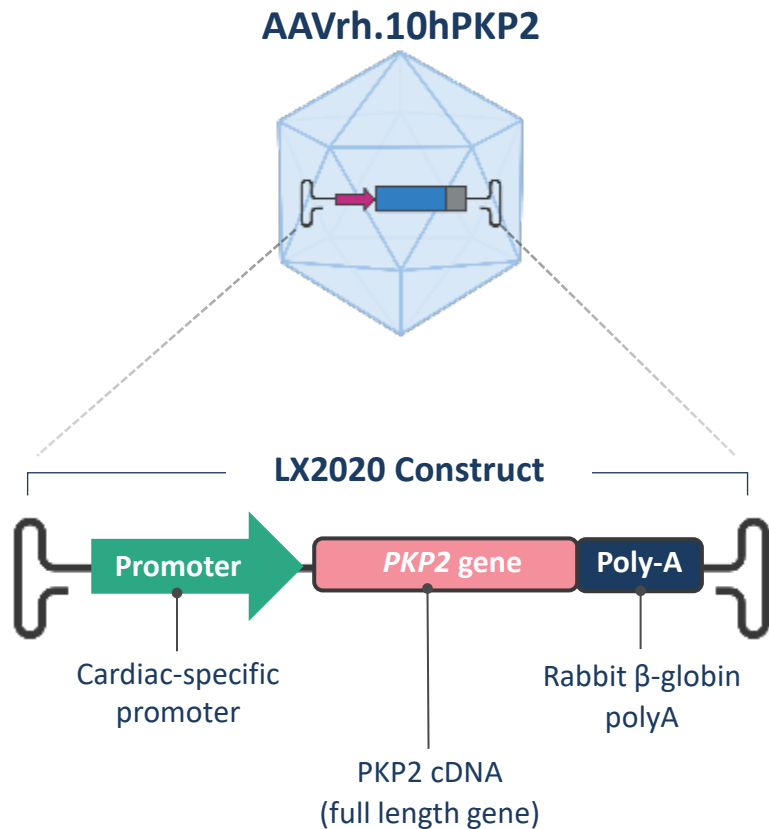 AAVrh.10hPKP2
LX2020 Construct
Promoter
PKP2 gene
Poly-A
Cardiac-specific
promoter
Rabbit β-globin
polyA
PKP2 cDNA
(full length gene)